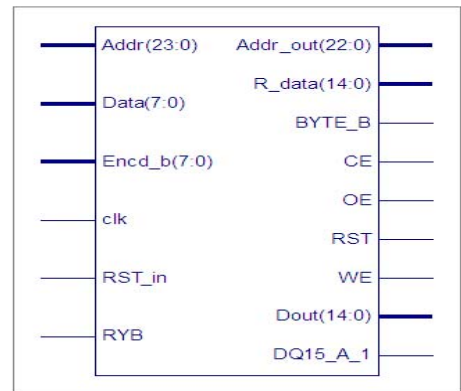 Addr(23:0)
Addr_out(22:0)
R_data(14:0)
Data(7:0)
BYTE_B
Encd_b(7:0)
CE
OE
clk
RST
RST_in
WE
Dout(14:0)
RYB
DQ15_A_1